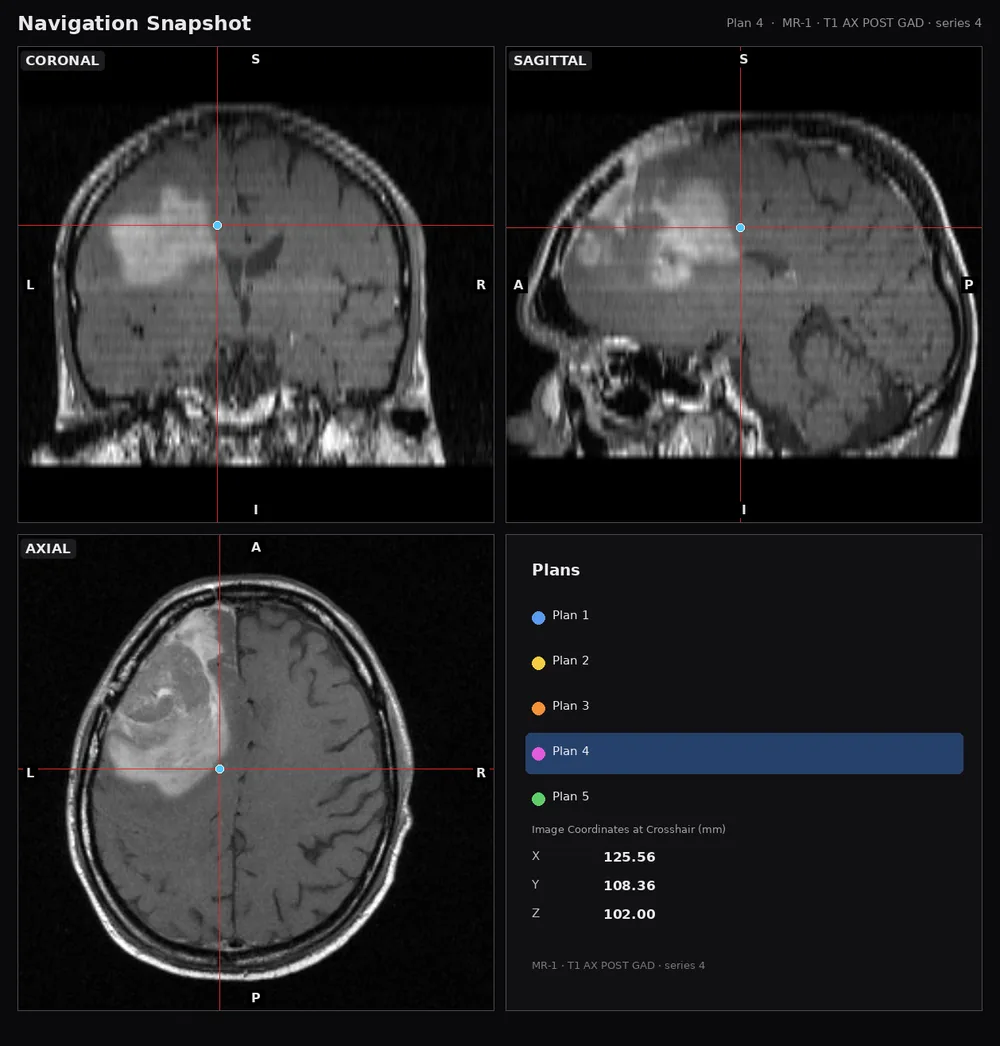 Navigation Snapshot
Plan 4 · MR-1 · T1 AX POST GAD · series 4
CORONAL
S
L
R
I
SAGITTAL
S
A
P
I
AXIAL
A
L
R
P
Plans
Plan 1
Plan 2
Plan 3
Plan 4
Plan 5
Image Coordinates at Crosshair (mm)
X 125.56
Y 108.36
Z 102.00
MR-1 · T1 AX POST GAD · series 4